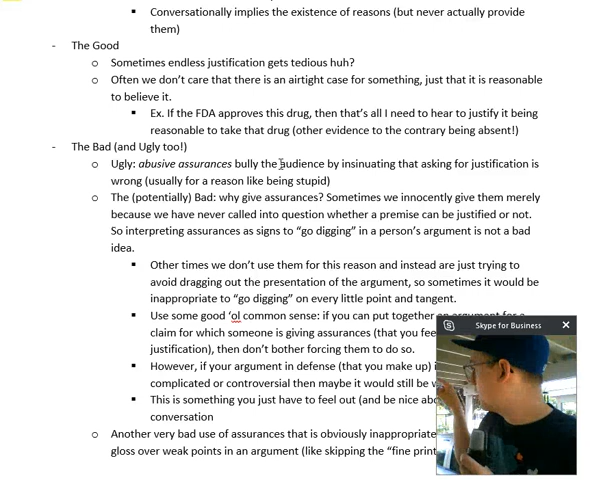 ▪ Conversationally implies the existence of reasons (but never actually provide
them)
- The Good
o Sometimes endless justification gets tedious huh?
o Often we don't care that there is an airtight case for something, just that it is reasonable
to believe it.
▪ Ex. If the FDA approves this drug, then that's all I need to hear to justify it being
reasonable to take that drug (other evidence to the contrary being absent!)
- The Bad (and Ugly too!)
o Ugly: abusive assurances bully the audience by insinuating that asking for justification is
wrong (usually for a reason like being stupid)
o The (potentially) Bad: why give assurances? Sometimes we innocently give them merely
because we have never called into question whether a premise can be justified or not.
So interpreting assurances as signs to "go digging" in a person's argument is not a bad
idea.
▪ Other times we don't use them for this reason and instead are just trying to
avoid dragging out the presentation of the argument, so sometimes it would be
inappropriate to "go digging" on every little point and tangent.
▪ Use some good 'ol common sense: if you can put together an argument for a
claim for which someone is giving assurances (that you
justification), then don't bother forcing them to do so.
▪ However, if your argument in defense (that you make up)
complicated or controversial then maybe it would still be
▪ This is something you just have to feel out (and be nice
conversation
o Another very bad use of assurances that is obviously inappropriate
gloss over weak points in an argument (like skipping the "fine print
Skype for Business